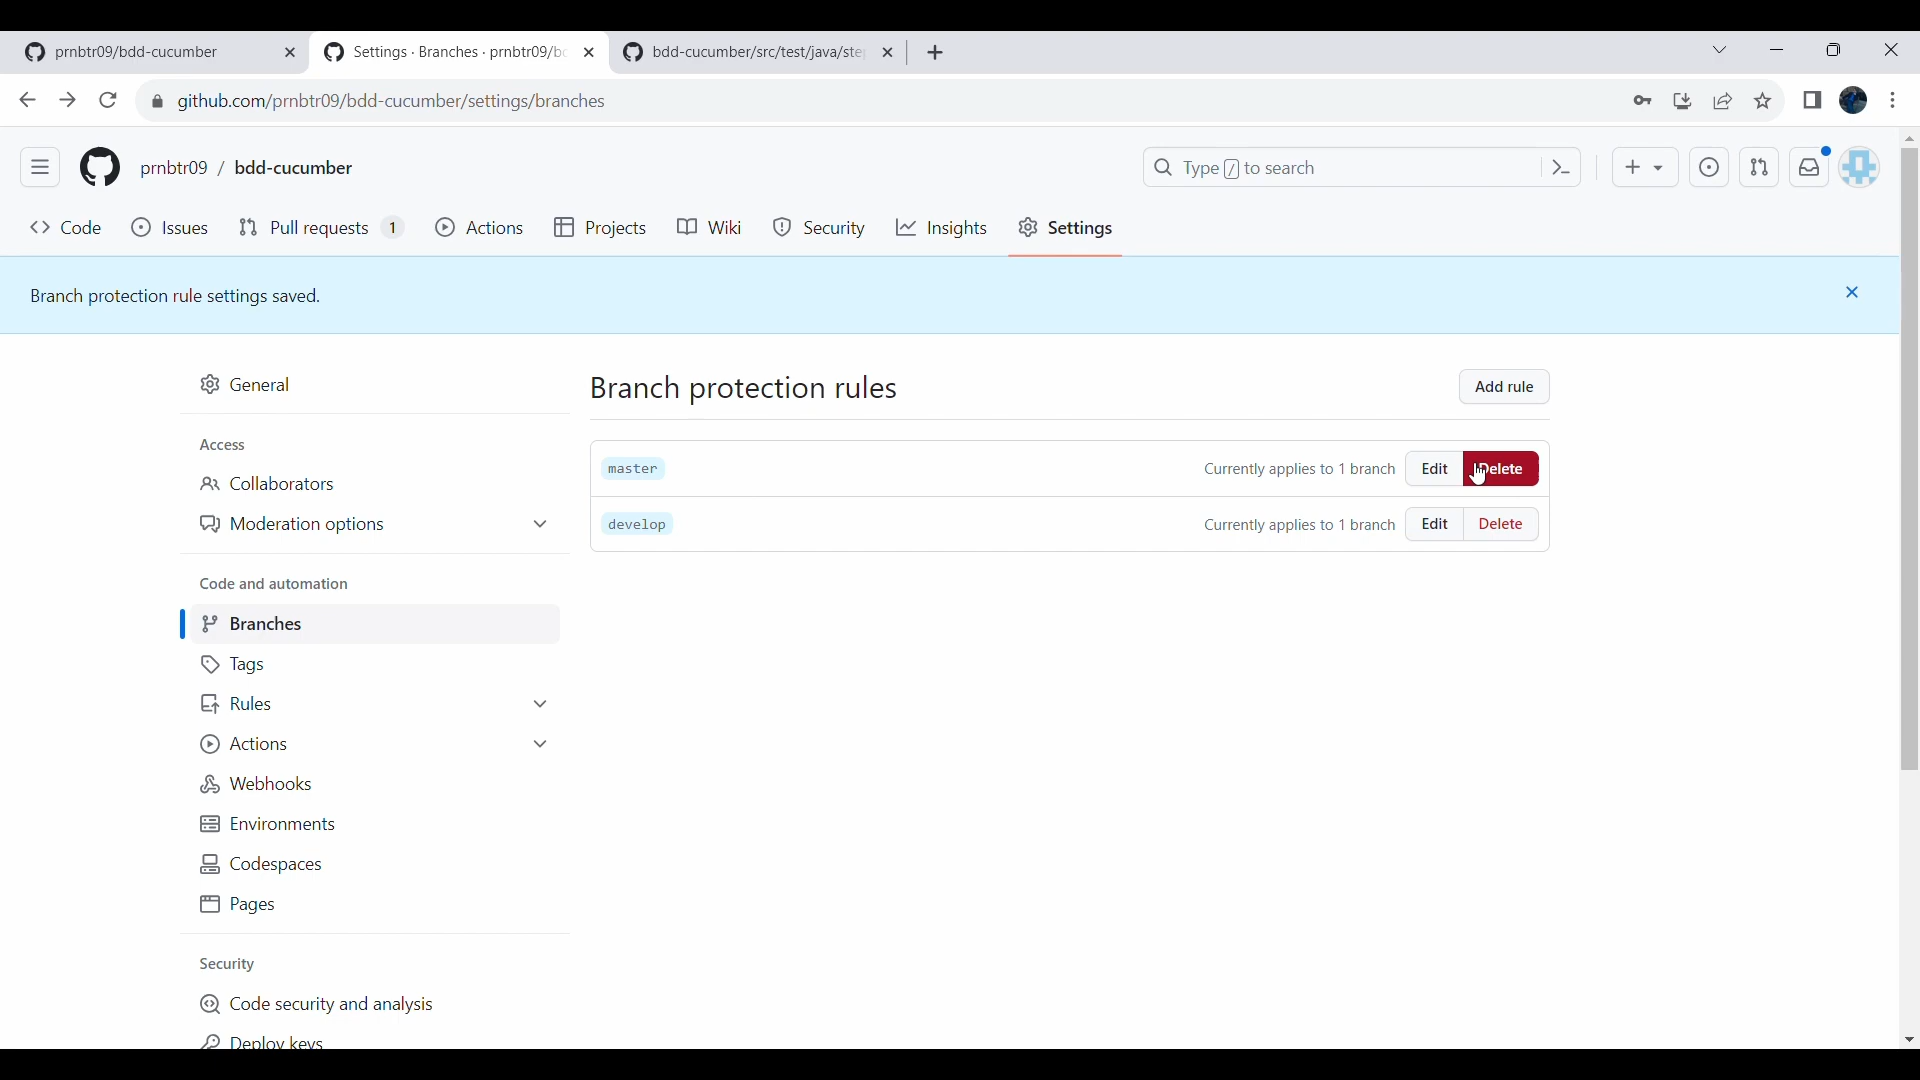 prnbtr09/bdd-cucumber
Settings · Branches · prnbtr09/bd
bdd-cucumber/src/test/java/ste
github.com/prnbtr09/bdd-cucumber/settings/branches
prnbtr09 / bdd-cucumber
Type / to search
Code
Issues
Pull requests 1
Actions
Projects
Wiki
Security
Insights
Settings
Branch protection rule settings saved.
General
Access
Collaborators
Moderation options
Code and automation
Branches
Tags
Rules
Actions
Webhooks
Environments
Codespaces
Pages
Security
Code security and analysis
Deploy keys
Branch protection rules
Add rule
master
Currently applies to 1 branch
Edit
Delete
develop
Currently applies to 1 branch
Edit
Delete